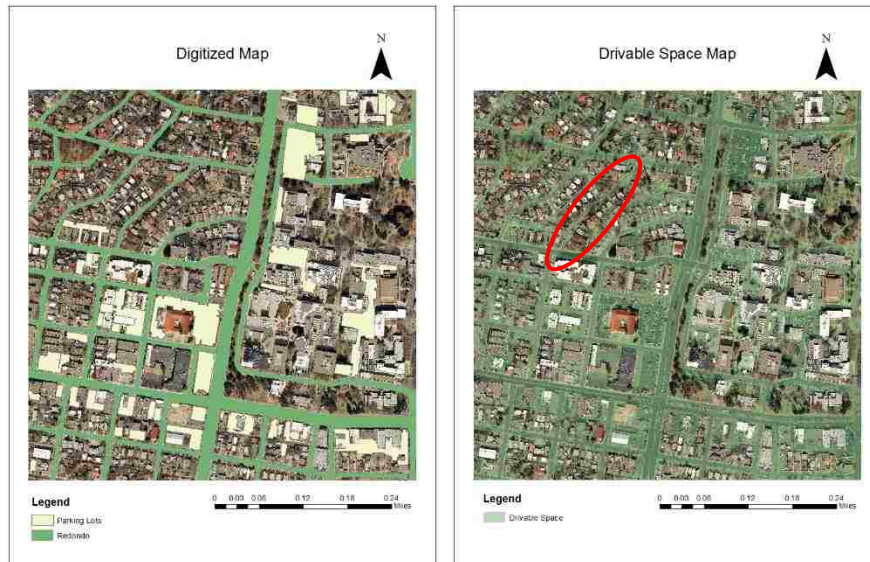 Digitized Map
N
Legend
Parking Lots
Redondo
0 0.03 0.06 0.12 0.18 0.24
Miles
Drivable Space Map
N
Legend
Drivable Space
0 0.03 0.06 0.12 0.18 0.24
Miles